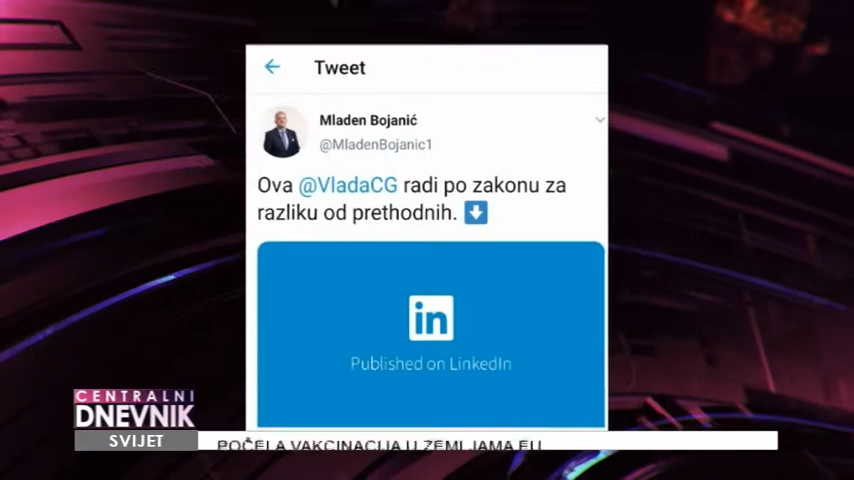 Tweet
Mladen Bojanić
@MladenBojanic1
Ova @VladaCG radi po zakonu za
razliku od prethodnih.
in
Published on LinkedIn
CENTRALNI
DNEVNIK
SVIJET
POČELA VAKCINACIJA U ZEMLJAMA EU